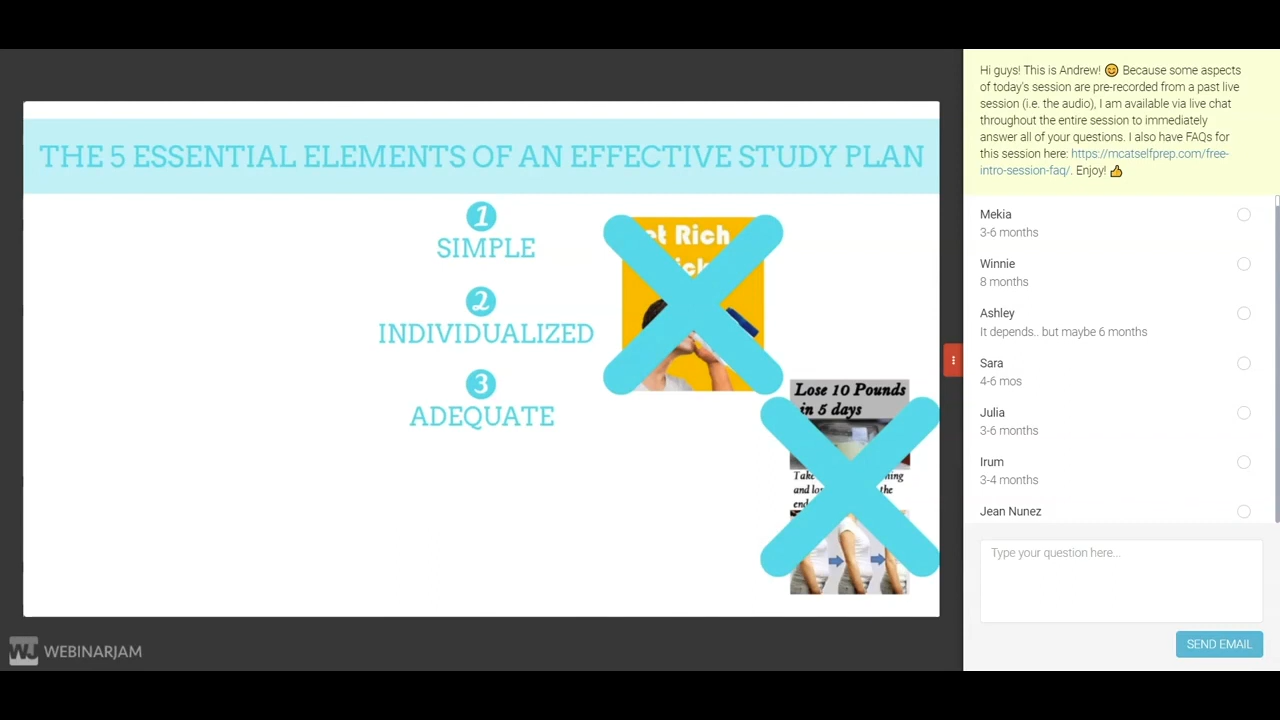 THE 5 ESSENTIAL ELEMENTS OF AN EFFECTIVE STUDY PLAN
1
SIMPLE
2
INDIVIDUALIZED
3
ADEQUATE
Rich
Lose 10 Pounds
in 5 days
Take
and
the
WJ WEBINARJAM
Hi guys! This is Andrew! 😊 Because some aspects
of today's session are pre-recorded from a past live
session (i.e. the audio), I am available via live chat
throughout the entire session to immediately
answer all of your questions. I also have FAQs for
this session here: https://mcatselfprep.com/free-
intro-session-faq/. Enjoy! 👍
Mekia
3-6 months
Winnie
8 months
Ashley
It depends.. but maybe 6 months
Sara
4-6 mos
Julia
3-6 months
Irum
3-4 months
Jean Nunez
Type your question here...
SEND EMAIL